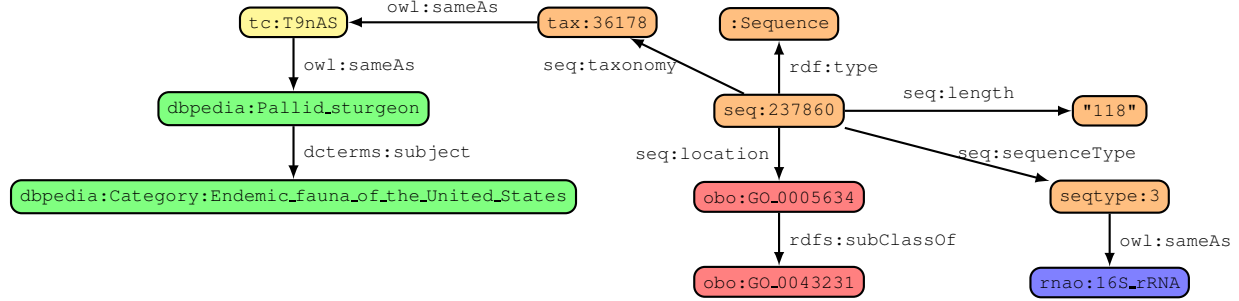 owl:sameAs
tc:T9nAS
tax:36178
:Sequence
owl:sameAs
seq:taxonomy
rdf:type
seq:length
dbpedia:Pallid_sturgeon
seq:237860
"118"
dcterms:subject
seq:location
seq:sequenceType
dbpedia:Category:Endemic_fauna_of_the_United_States
obo:GO_0005634
seqtype:3
rdfs:subClassOf
owl:sameAs
obo:GO_0043231
rnao:16S_rRNA